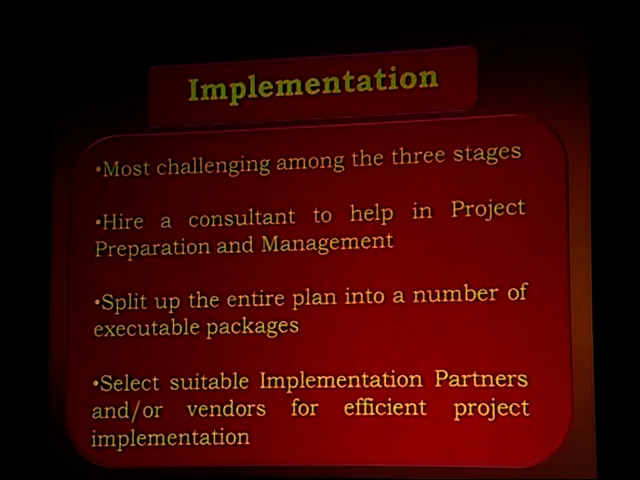 Implementation
•Most challenging among the three stages
•Hire a consultant to help in Project
Preparation and Management
•Split up the entire plan into a number of
executable packages
•Select suitable Implementation Partners
and/or vendors for efficient project
implementation